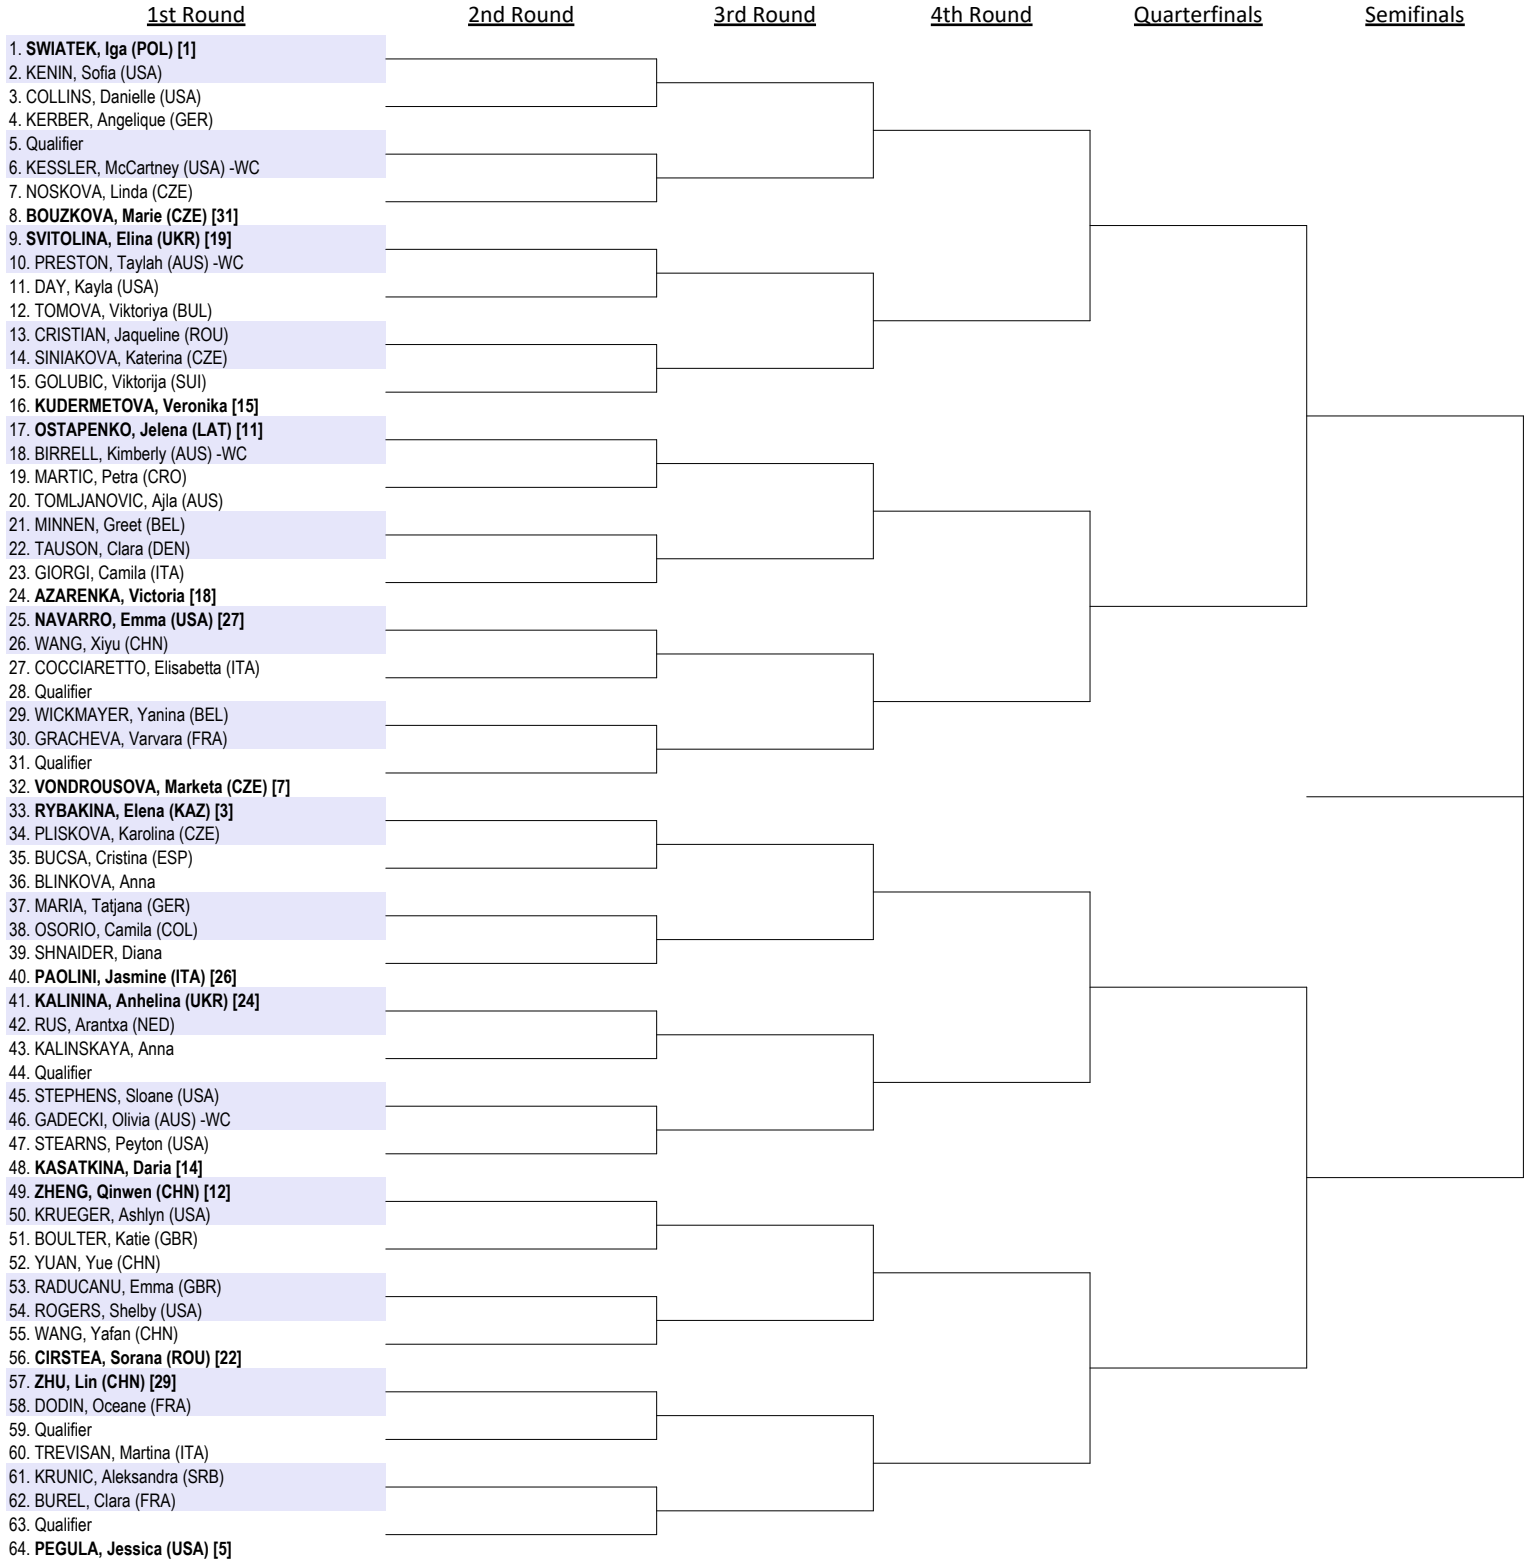 1st Round 2nd Round 3rd Round 4th Round Quarterfinals Semifinals
1. SWIATEK, Iga (POL) [1]
2. KENIN, Sofia (USA)
3. COLLINS, Danielle (USA)
4. KERBER, Angelique (GER)
5. Qualifier
6. KESSLER, McCartney (USA) -WC
7. NOSKOVA, Linda (CZE)
8. BOUZKOVA, Marie (CZE) [31]
9. SVITOLINA, Elina (UKR) [19]
10. PRESTON, Taylah (AUS) -WC
11. DAY, Kayla (USA)
12. TOMOVA, Viktoriya (BUL)
13. CRISTIAN, Jaqueline (ROU)
14. SINIAKOVA, Katerina (CZE)
15. GOLUBIC, Viktorija (SUI)
16. KUDERMETOVA, Veronika [15]
17. OSTAPENKO, Jelena (LAT) [11]
18. BIRRELL, Kimberly (AUS) -WC
19. MARTIC, Petra (CRO)
20. TOMLJANOVIC, Ajla (AUS)
21. MINNEN, Greet (BEL)
22. TAUSON, Clara (DEN)
23. GIORGI, Camila (ITA)
24. AZARENKA, Victoria [18]
25. NAVARRO, Emma (USA) [27]
26. WANG, Xiyu (CHN)
27. COCCIARETTO, Elisabetta (ITA)
28. Qualifier
29. WICKMAYER, Yanina (BEL)
30. GRACHEVA, Varvara (FRA)
31. Qualifier
32. VONDROUSOVA, Marketa (CZE) [7]
33. RYBAKINA, Elena (KAZ) [3]
34. PLISKOVA, Karolina (CZE)
35. BUCSA, Cristina (ESP)
36. BLINKOVA, Anna
37. MARIA, Tatjana (GER)
38. OSORIO, Camila (COL)
39. SHNAIDER, Diana
40. PAOLINI, Jasmine (ITA) [26]
41. KALININA, Anhelina (UKR) [24]
42. RUS, Arantxa (NED)
43. KALINSKAYA, Anna
44. Qualifier
45. STEPHENS, Sloane (USA)
46. GADECKI, Olivia (AUS) -WC
47. STEARNS, Peyton (USA)
48. KASATKINA, Daria [14]
49. ZHENG, Qinwen (CHN) [12]
50. KRUEGER, Ashlyn (USA)
51. BOULTER, Katie (GBR)
52. YUAN, Yue (CHN)
53. RADUCANU, Emma (GBR)
54. ROGERS, Shelby (USA)
55. WANG, Yafan (CHN)
56. CIRSTEA, Sorana (ROU) [22]
57. ZHU, Lin (CHN) [29]
58. DODIN, Oceane (FRA)
59. Qualifier
60. TREVISAN, Martina (ITA)
61. KRUNIC, Aleksandra (SRB)
62. BUREL, Clara (FRA)
63. Qualifier
64. PEGULA, Jessica (USA) [5]